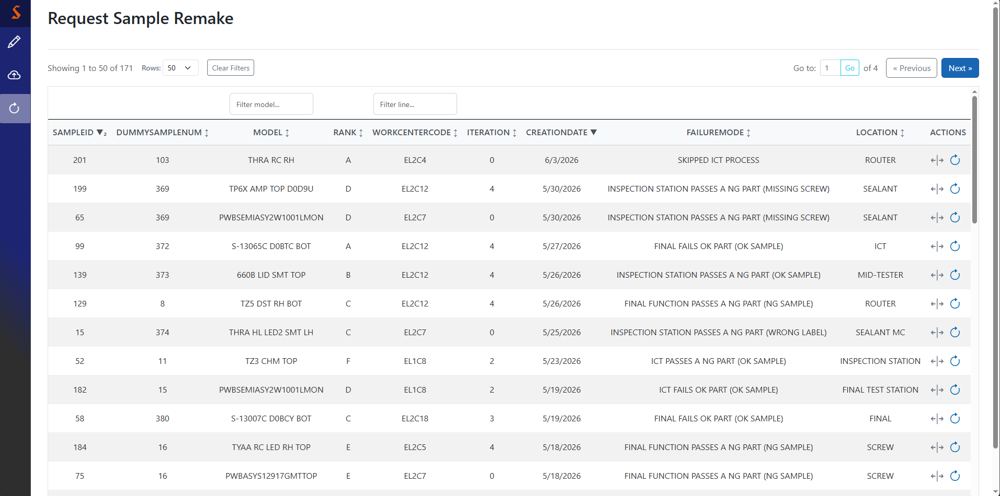 Request Sample Remake
Showing 1 to 50 of 171 Rows: 50 Clear Filters Go to: 1 Go of 4 « Previous Next »
Filter model... Filter line...
SAMPLEID ▼₂ DUMMYSAMPLENUM ↕ MODEL ↕ RANK ↕ WORKCENTERCODE ↕ ITERATION ↕ CREATIONDATE ▼ FAILUREMODE ↕ LOCATION ↕ ACTIONS
201 103 THRA RC RH A EL2C4 0 6/3/2026 SKIPPED ICT PROCESS ROUTER
199 369 TP6X AMP TOP D0D9U D EL2C12 4 5/30/2026 INSPECTION STATION PASSES A NG PART (MISSING SCREW) SEALANT
65 369 PWBSEMIASY2W1001LMON D EL2C7 0 5/30/2026 INSPECTION STATION PASSES A NG PART (MISSING SCREW) SEALANT
99 372 S-13065C D0BTC BOT A EL2C12 4 5/27/2026 FINAL FAILS OK PART (OK SAMPLE) ICT
139 373 660B LID SMT TOP B EL2C12 4 5/26/2026 INSPECTION STATION PASSES A NG PART (OK SAMPLE) MID-TESTER
129 8 TZ5 DST RH BOT C EL2C12 4 5/26/2026 FINAL FUNCTION PASSES A NG PART (NG SAMPLE) ROUTER
15 374 THRA HL LED2 SMT LH C EL2C7 0 5/25/2026 INSPECTION STATION PASSES A NG PART (WRONG LABEL) SEALANT MC
52 11 TZ3 CHM TOP F EL1C8 2 5/23/2026 ICT PASSES A NG PART (OK SAMPLE) INSPECTION STATION
182 15 PWBSEMIASY2W1001LMON D EL1C8 2 5/19/2026 ICT FAILS OK PART (OK SAMPLE) FINAL TEST STATION
58 380 S-13007C D0BCY BOT C EL2C18 3 5/19/2026 FINAL FAILS OK PART (OK SAMPLE) FINAL
184 16 TYAA RC LED RH TOP E EL2C5 4 5/18/2026 FINAL FUNCTION PASSES A NG PART (NG SAMPLE) SCREW
75 16 PWBASYS12917GMTTOP E EL2C7 0 5/18/2026 FINAL FUNCTION PASSES A NG PART (NG SAMPLE) SCREW